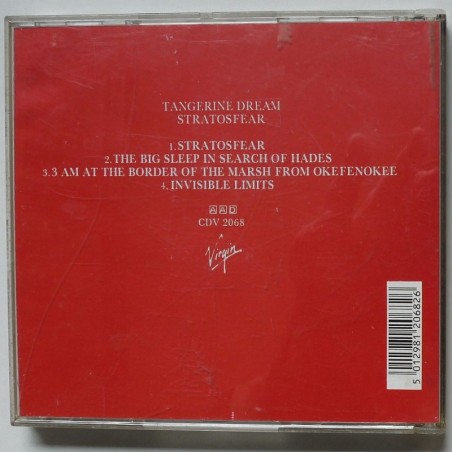 TANGERINE DREAM
STRATOSFEAR
1. STRATOSFEAR
2. THE BIG SLEEP IN SEARCH OF HADES
3. 3 AM AT THE BORDER OF THE MARSH FROM OKEFENOKEE
4. INVISIBLE LIMITS
AAD
CDV 2068
Virgin
5 012981 206826